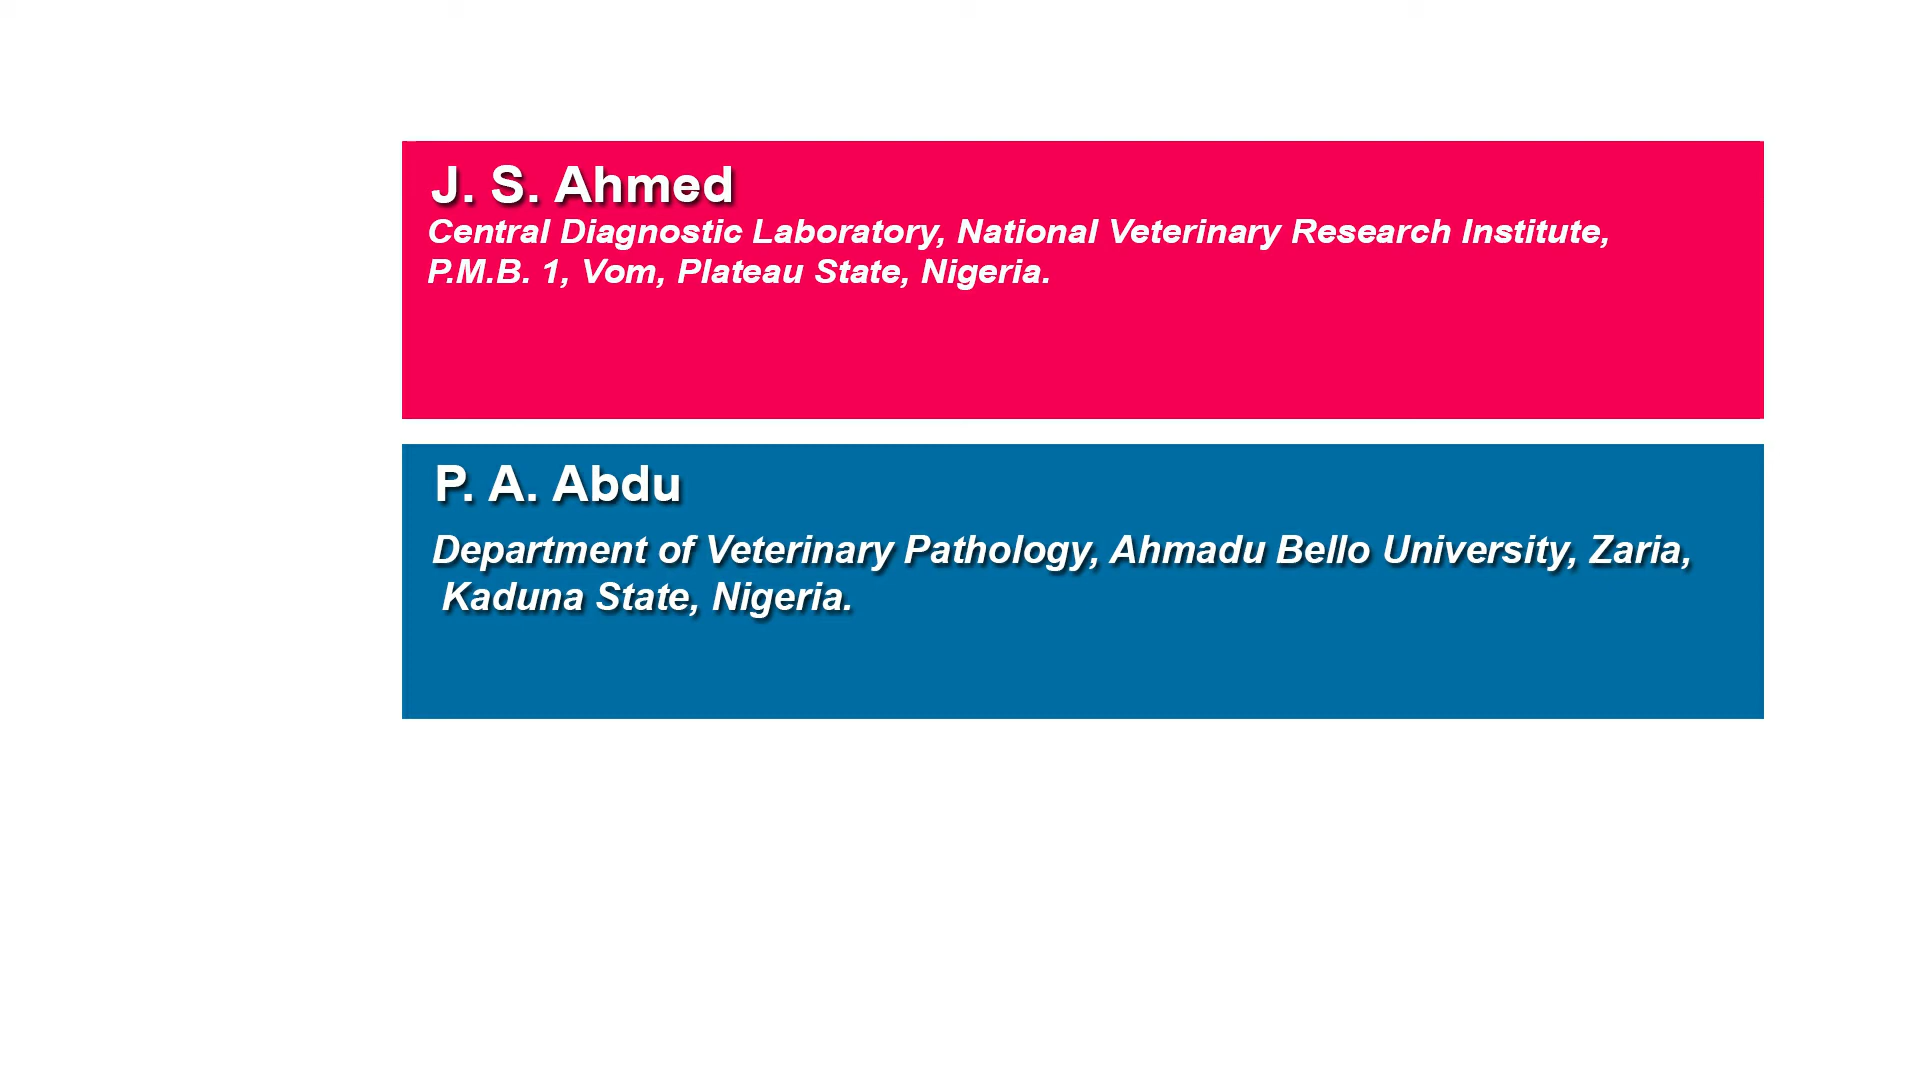 J. S. Ahmed
Central Diagnostic Laboratory, National Veterinary Research Institute,
P.M.B. 1, Vom, Plateau State, Nigeria.
P. A. Abdu
Department of Veterinary Pathology, Ahmadu Bello University, Zaria,
Kaduna State, Nigeria.